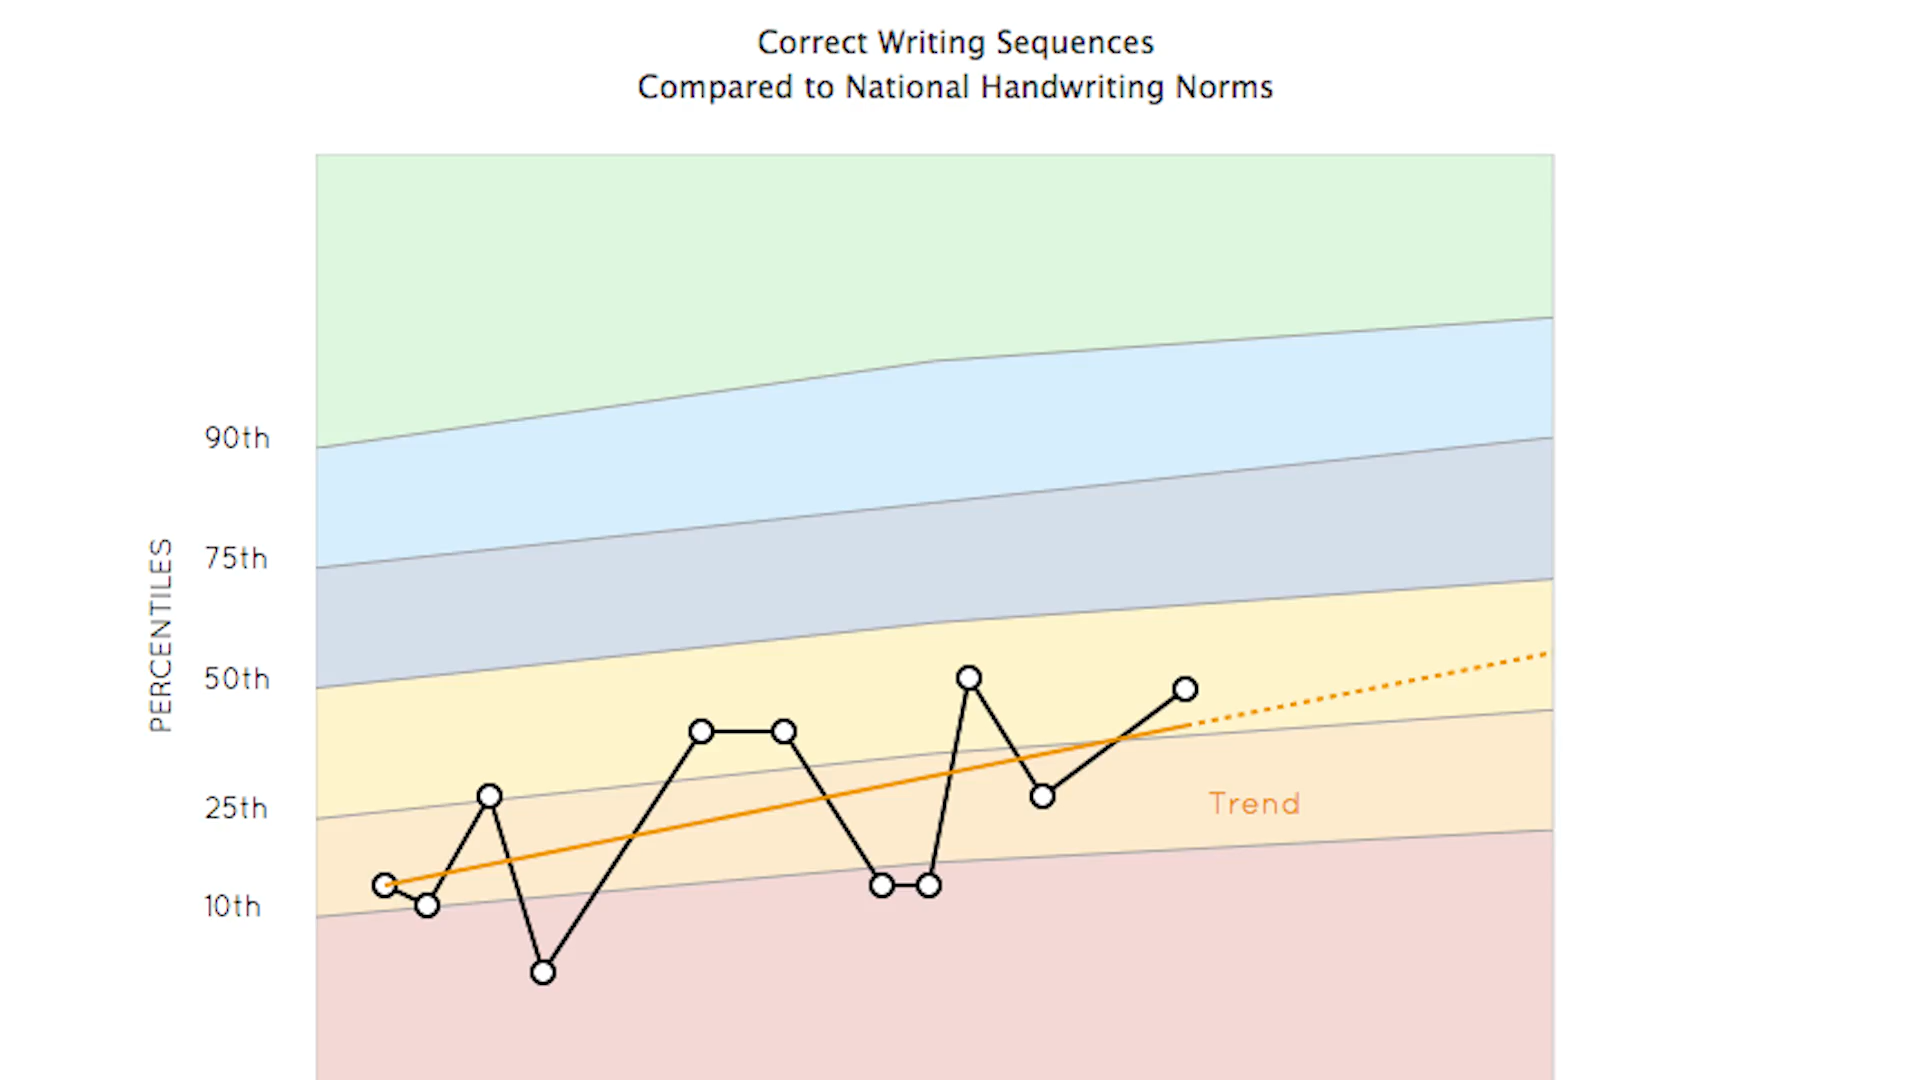 Correct Writing Sequences
Compared to National Handwriting Norms
PERCENTILES
90th
75th
50th
25th
10th
Trend